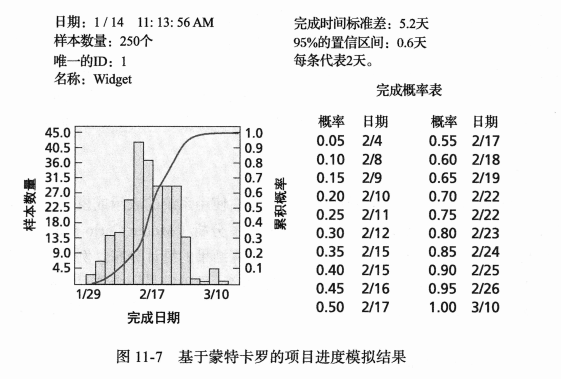 日期：1 / 14 11: 13: 56 AM
样本数量：250个
唯一的ID：1
名称：Widget
完成时间标准差：5.2天
95%的置信区间：0.6天
每条代表2天。
完成概率表
概率 日期 概率 日期
0.05 2/4 0.55 2/17
0.10 2/8 0.60 2/18
0.15 2/9 0.65 2/19
0.20 2/10 0.70 2/22
0.25 2/11 0.75 2/22
0.30 2/12 0.80 2/23
0.35 2/15 0.85 2/24
0.40 2/15 0.90 2/25
0.45 2/16 0.95 2/26
0.50 2/17 1.00 3/10
样本数量
45.0
40.5
36.0
31.5
27.0
22.5
18.0
13.5
9.0
4.5
1.0
0.9
0.8
0.7
0.6
0.5
0.4
0.3
0.2
0.1
累积概率
1/29 2/17 3/10
完成日期
图 11-7 基于蒙特卡罗的项目进度模拟结果